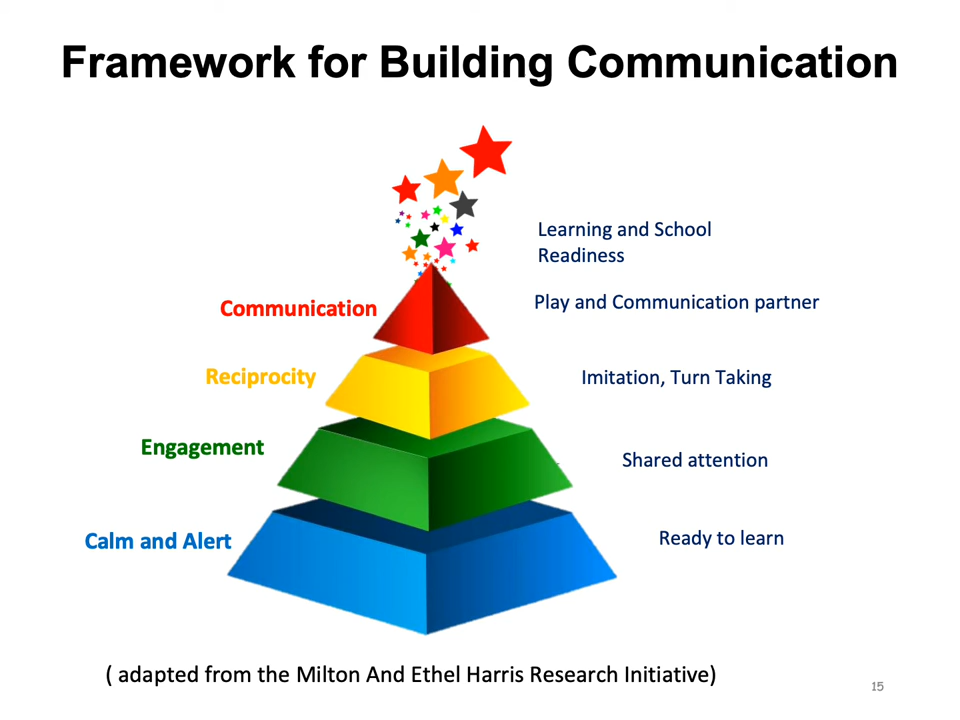 Framework for Building Communication
Learning and School
Readiness
Communication
Play and Communication partner
Reciprocity
Imitation, Turn Taking
Engagement
Shared attention
Calm and Alert
Ready to learn
( adapted from the Milton And Ethel Harris Research Initiative)
15